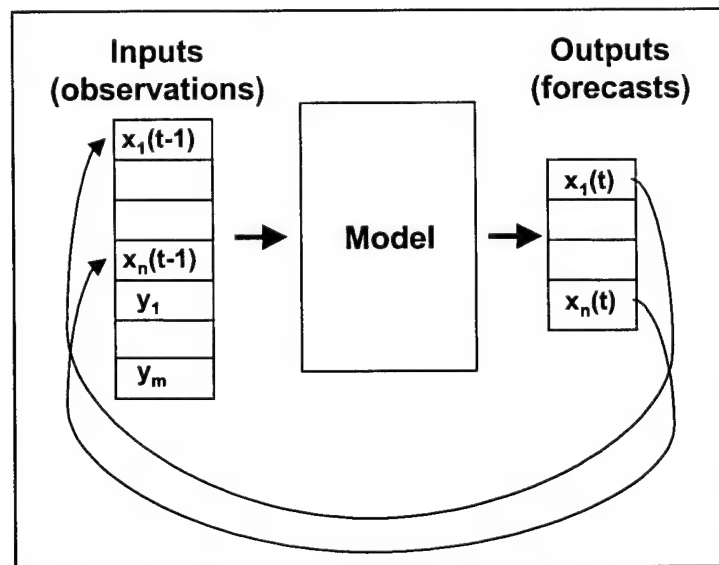 Inputs
(observations)
x₁(t-1)
xₙ(t-1)
y₁
yₘ
Model
Outputs
(forecasts)
x₁(t)
xₙ(t)